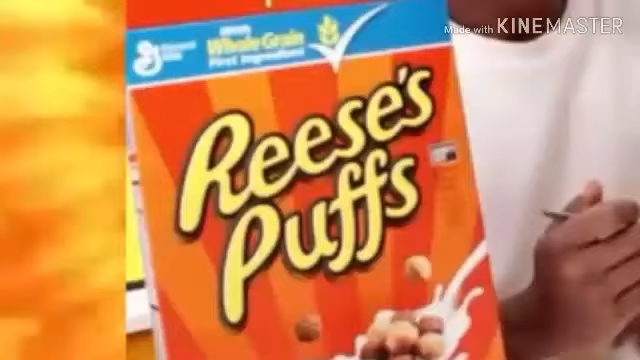 Made with KINEMASTER
Whole Grain
First Ingredient
Reese's
Puffs